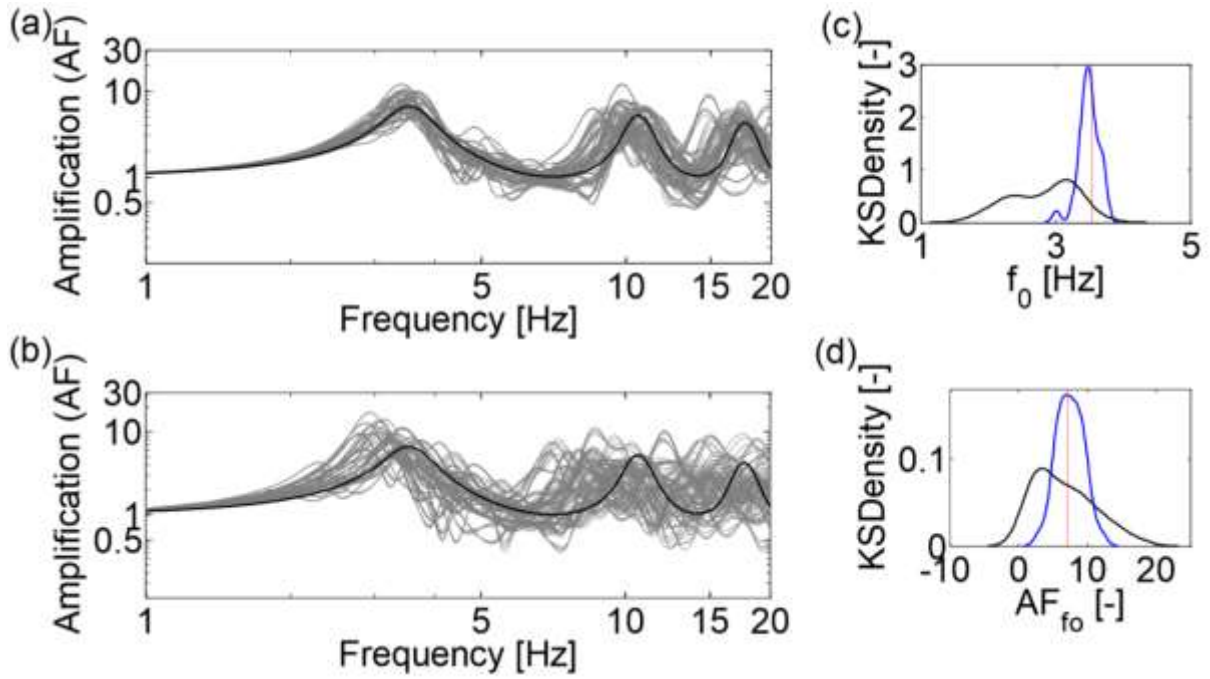 (a)
Amplification (AF)
30
10
1
0.5
1
5
10
15
20
Frequency [Hz]
(b)
Amplification (AF)
30
10
1
0.5
1
5
10
15
20
Frequency [Hz]
(c)
KSDensity [-]
3
2
1
0
1
3
5
f0 [Hz]
(d)
KSDensity [-]
0.1
0
-10
0
10
20
AFfo [-]